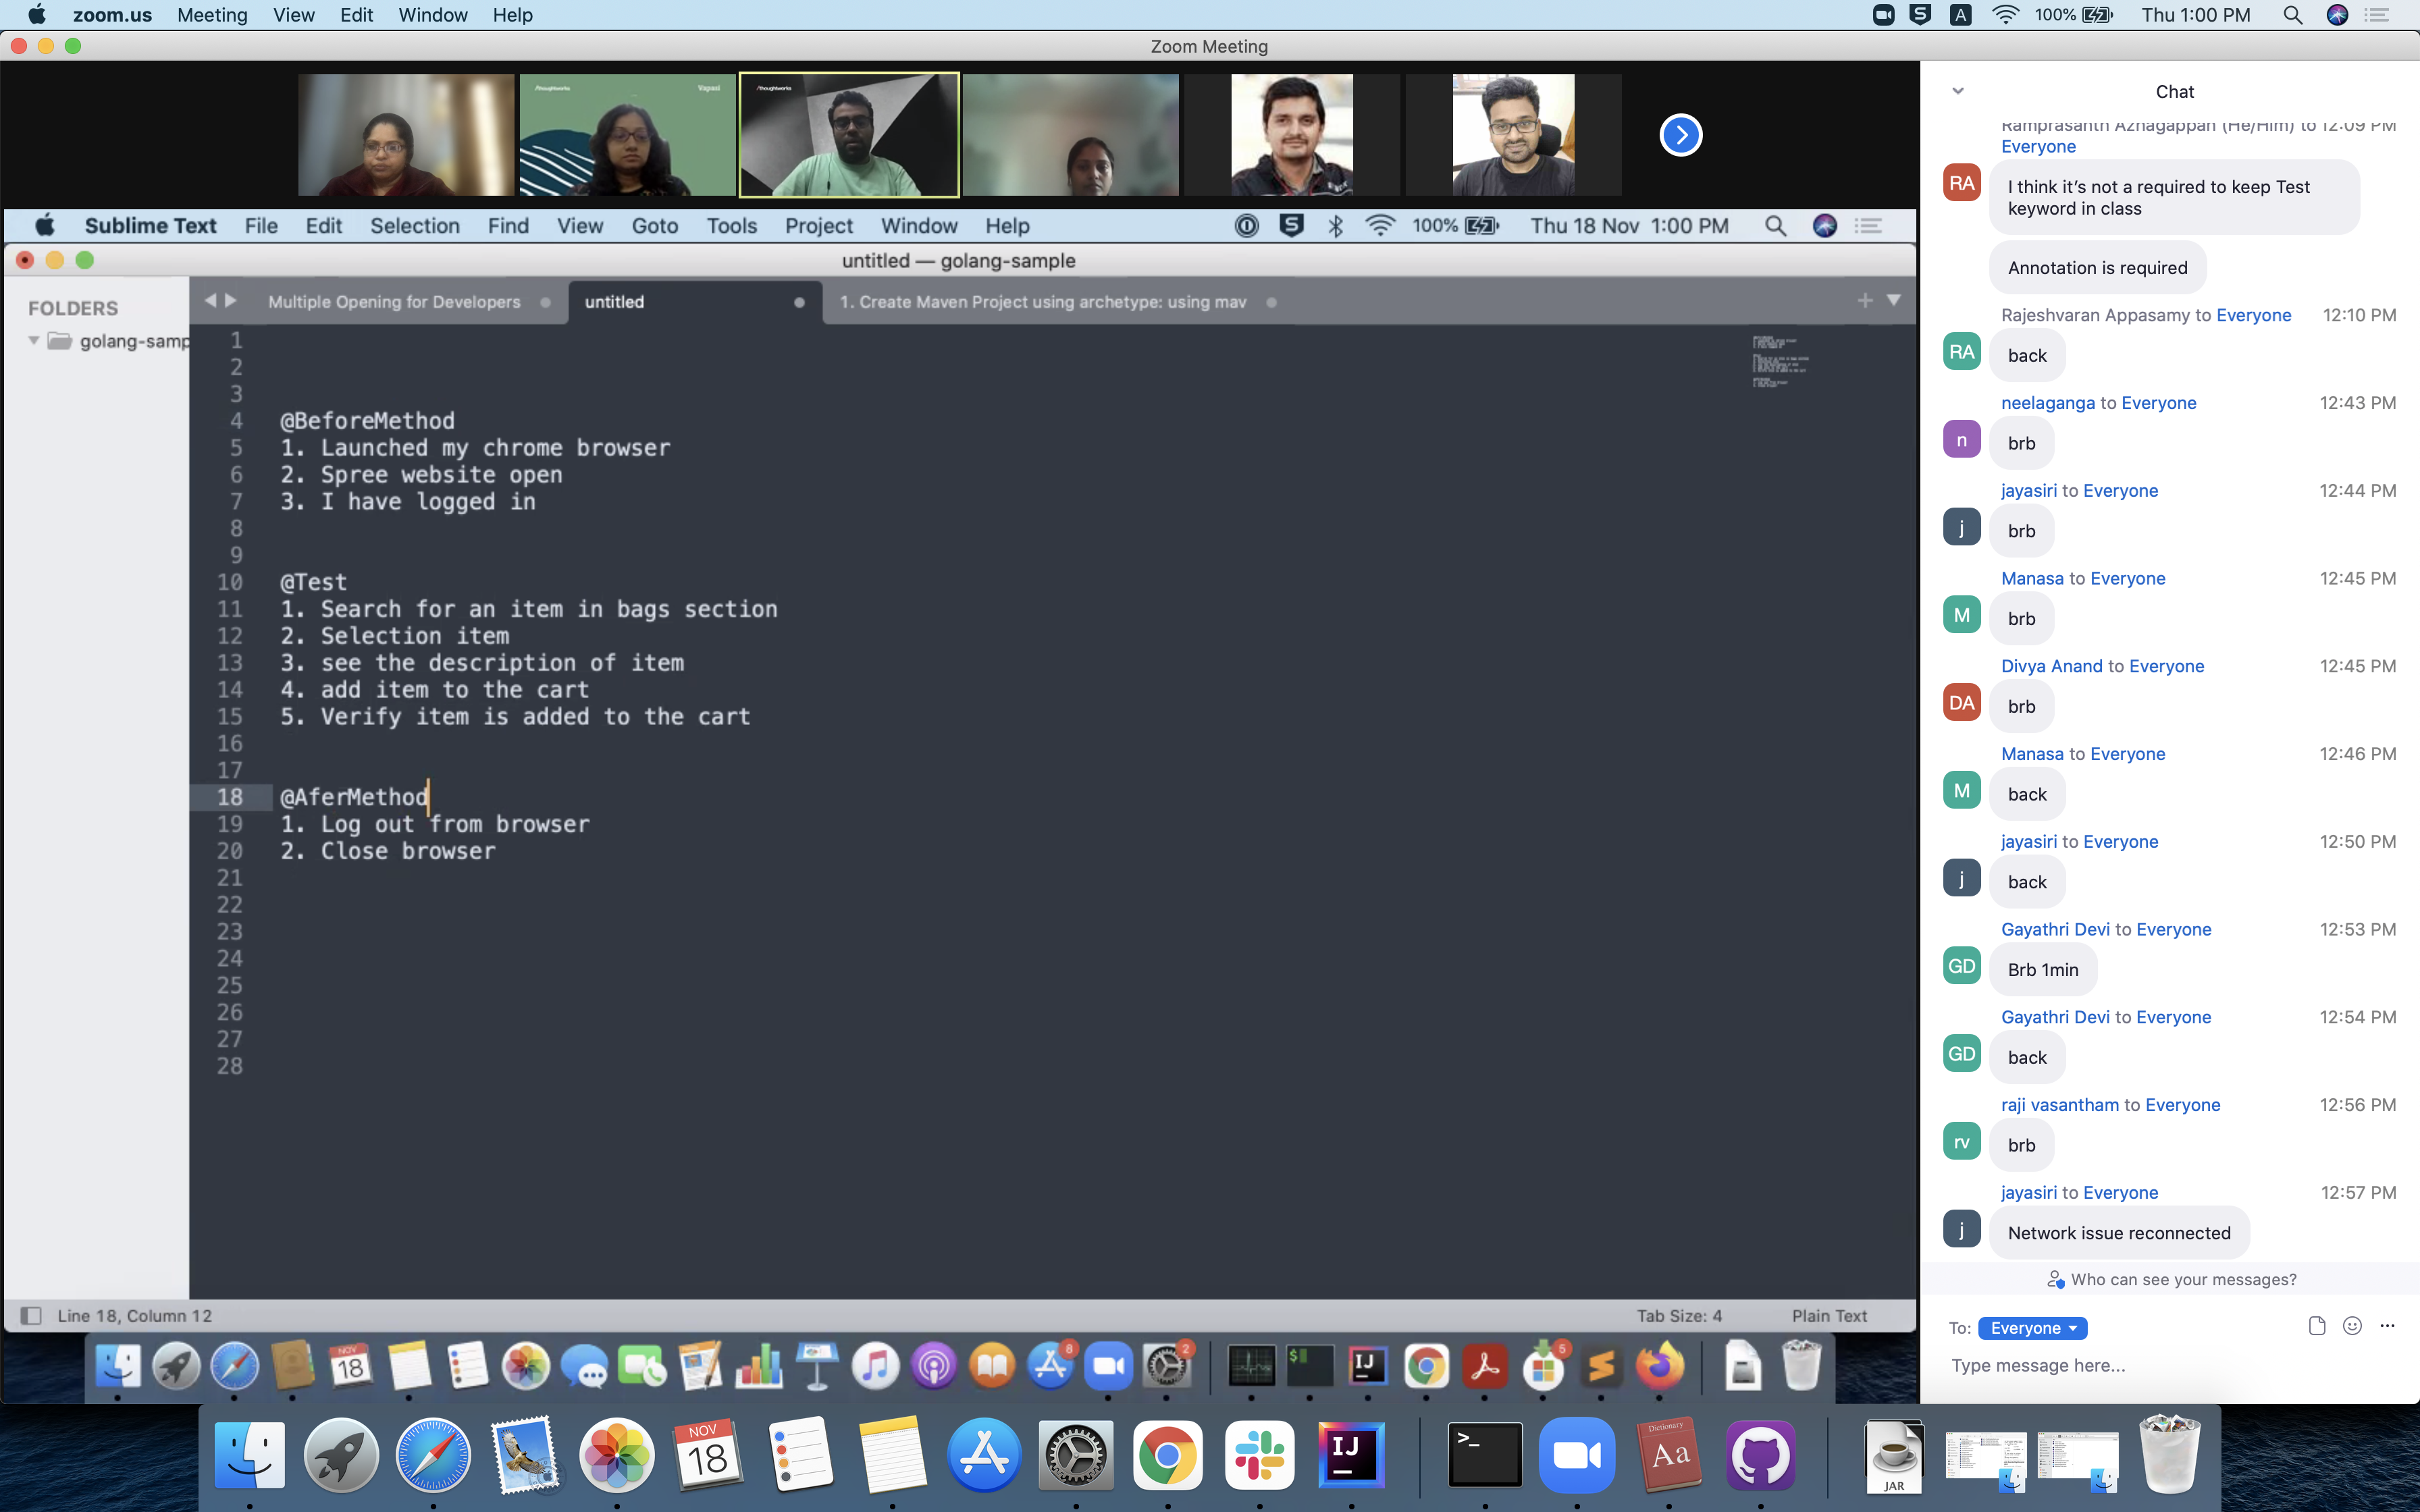 zoom.us Meeting View Edit Window Help 100% Thu 1:00 PM
Zoom Meeting
/thoughtworks Vapasi
/thoughtworks
Sublime Text File Edit Selection Find View Goto Tools Project Window Help 100% Thu 18 Nov 1:00 PM
untitled — golang-sample
FOLDERS
golang-samp
Multiple Opening for Developers untitled 1. Create Maven Project using archetype: using mav
1
2
3
4 @BeforeMethod
5 1. Launched my chrome browser
6 2. Spree website open
7 3. I have logged in
8
9
10 @Test
11 1. Search for an item in bags section
12 2. Selection item
13 3. see the description of item
14 4. add item to the cart
15 5. Verify item is added to the cart
16
17
18 @AferMethod
19 1. Log out from browser
20 2. Close browser
21
22
23
24
25
26
27
28
Line 18, Column 12 Tab Size: 4 Plain Text
NOV 18 8 2 $ IJ 5
Chat
Ramprasanth Azhagappan (He/Him) to 12:09 PM
Everyone
RA
I think it's not a required to keep Test
keyword in class
Annotation is required
Rajeshvaran Appasamy to Everyone 12:10 PM
RA back
neelaganga to Everyone 12:43 PM
n brb
jayasiri to Everyone 12:44 PM
j brb
Manasa to Everyone 12:45 PM
M brb
Divya Anand to Everyone 12:45 PM
DA brb
Manasa to Everyone 12:46 PM
M back
jayasiri to Everyone 12:50 PM
j back
Gayathri Devi to Everyone 12:53 PM
GD Brb 1min
Gayathri Devi to Everyone 12:54 PM
GD back
raji vasantham to Everyone 12:56 PM
rv brb
jayasiri to Everyone 12:57 PM
j Network issue reconnected
Who can see your messages?
To: Everyone
Type message here...
NOV 18 IJ >_ Dictionary Aa JAR